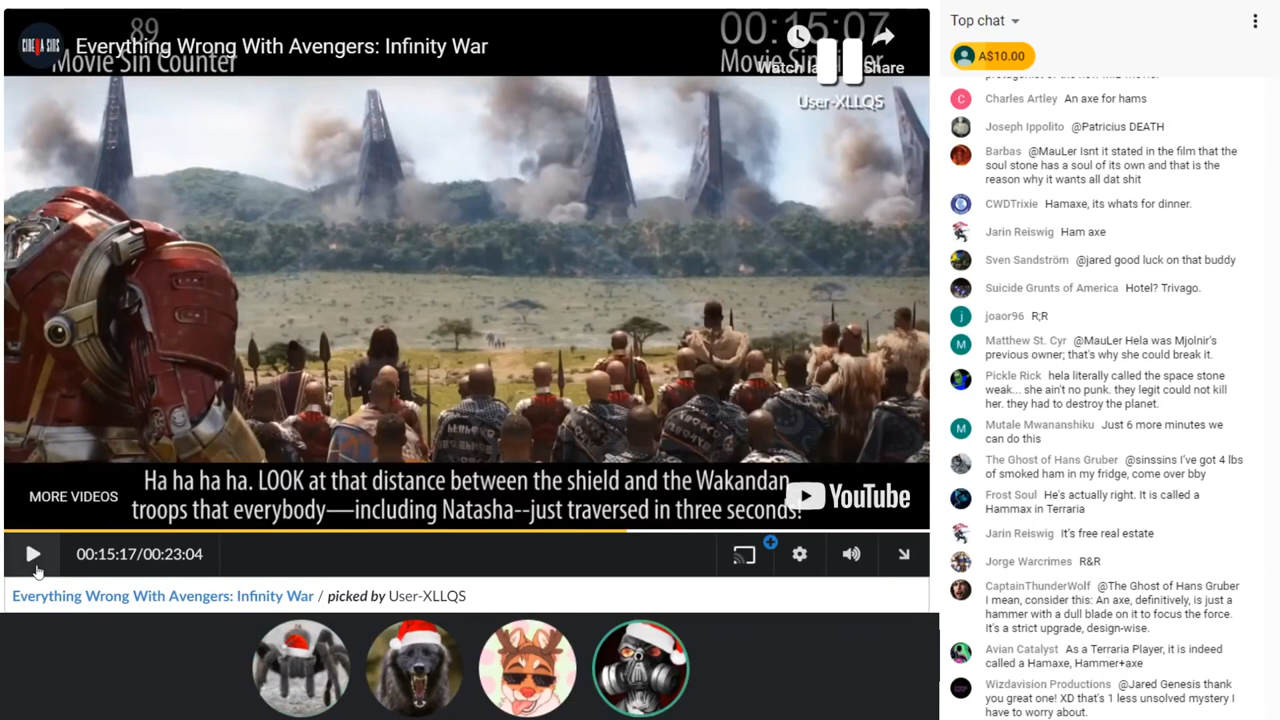 89
Movie Sin Counter
00:15:07
CINEMA SINS
Everything Wrong With Avengers: Infinity War
Share
User-XLLQS
MORE VIDEOS
Ha ha ha ha. LOOK at that distance between the shield and the Wakandan
troops that everybody—including Natasha--just traversed in three seconds!
YouTube
00:15:17/00:23:04
Everything Wrong With Avengers: Infinity War / picked by User-XLLQS
Top chat
A$10.00
Charles Artley An axe for hams
Joseph Ippolito @Patricius DEATH
Barbas @MauLer Isnt it stated in the film that the
soul stone has a soul of its own and that is the
reason why it wants all dat shit
CWDTrixie Hamaxe, its whats for dinner.
Jarin Reiswig Ham axe
Sven Sandström @jared good luck on that buddy
Suicide Grunts of America Hotel? Trivago.
j
joaor96 R;R
M
Matthew St. Cyr @MauLer Hela was Mjolnir's
previous owner; that's why she could break it.
Pickle Rick hela literally called the space stone
weak... she ain't no punk. they legit could not kill
her. they had to destroy the planet.
M
Mutale Mwananshiku Just 6 more minutes we
can do this
The Ghost of Hans Gruber @sinssins I've got 4 lbs
of smoked ham in my fridge, come over bby
Frost Soul He's actually right. It is called a
Hammax in Terraria
Jarin Reiswig It's free real estate
Jorge Warcrimes R&R
CaptainThunderWolf @The Ghost of Hans Gruber
I mean, consider this: An axe, definitively, is just a
hammer with a dull blade on it to focus the force.
It's a strict upgrade, design-wise.
Avian Catalyst As a Terraria Player, it is indeed
called a Hamaxe, Hammer+axe
Wizdavision Productions @Jared Genesis thank
you great one! XD that's 1 less unsolved mystery I
have to worry about.